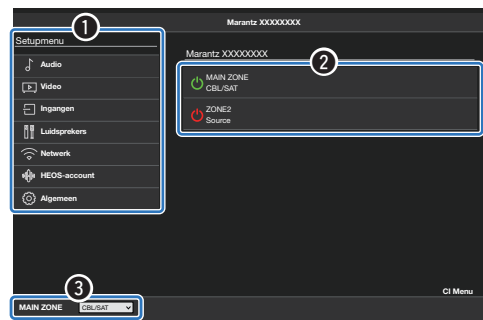 Marantz XXXXXXXX
1
Setupmenu
Audio
Video
Ingangen
Luidsprekers
Netwerk
HEOS-account
Algemeen
Marantz XXXXXXXX
2
MAIN ZONE
CBL/SAT
ZONE2
Source
CI Menu
3
MAIN ZONE CBL/SAT